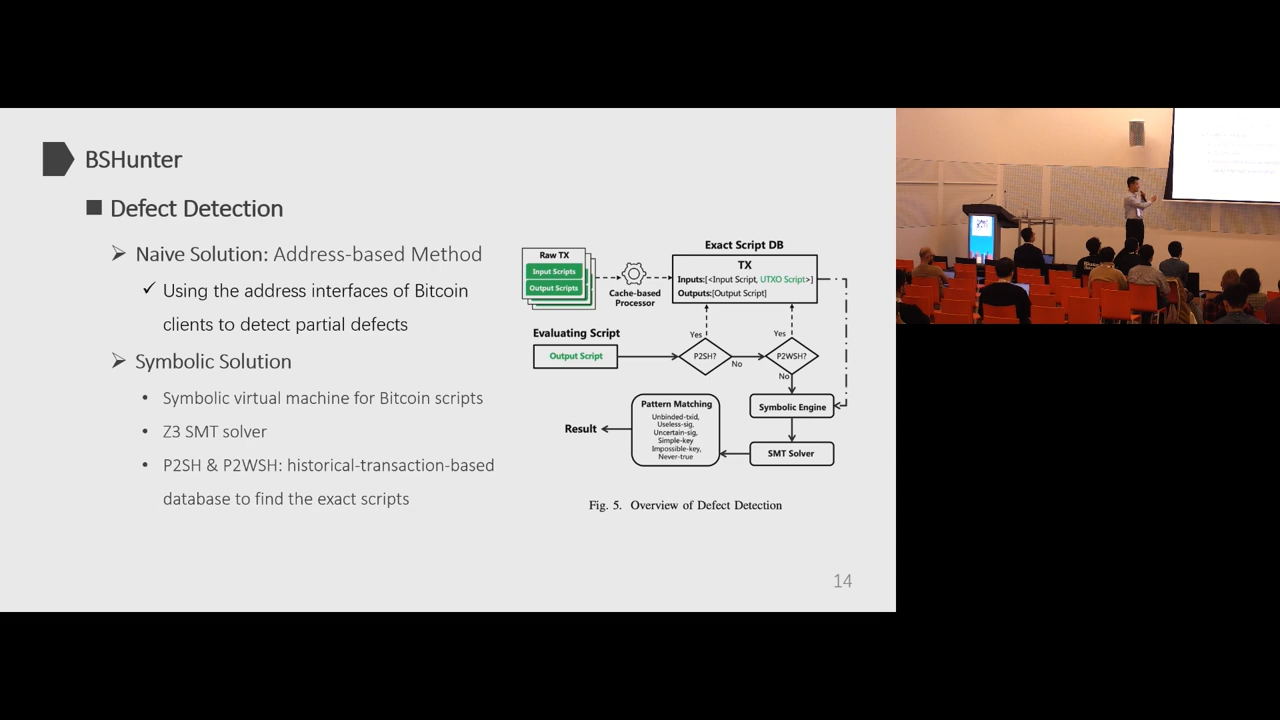 BSHunter
Defect Detection
Naive Solution: Address-based Method
Using the address interfaces of Bitcoin
clients to detect partial defects
Symbolic Solution
Symbolic virtual machine for Bitcoin scripts
Z3 SMT solver
P2SH & P2WSH: historical-transaction-based
database to find the exact scripts
Raw TX
Input Scripts
Output Scripts
Cache-based
Processor
Exact Script DB
TX
Inputs:[<Input Script, UTXO Script>]
Outputs:[Output Script]
Evaluating Script
Output Script
P2SH?
Yes
No
P2WSH?
Yes
No
Symbolic Engine
SMT Solver
Pattern Matching
Unbinded-txid,
Useless-sig,
Uncertain-sig,
Simple-key
Impossible-key,
Never-true
Result
Fig. 5. Overview of Defect Detection
14